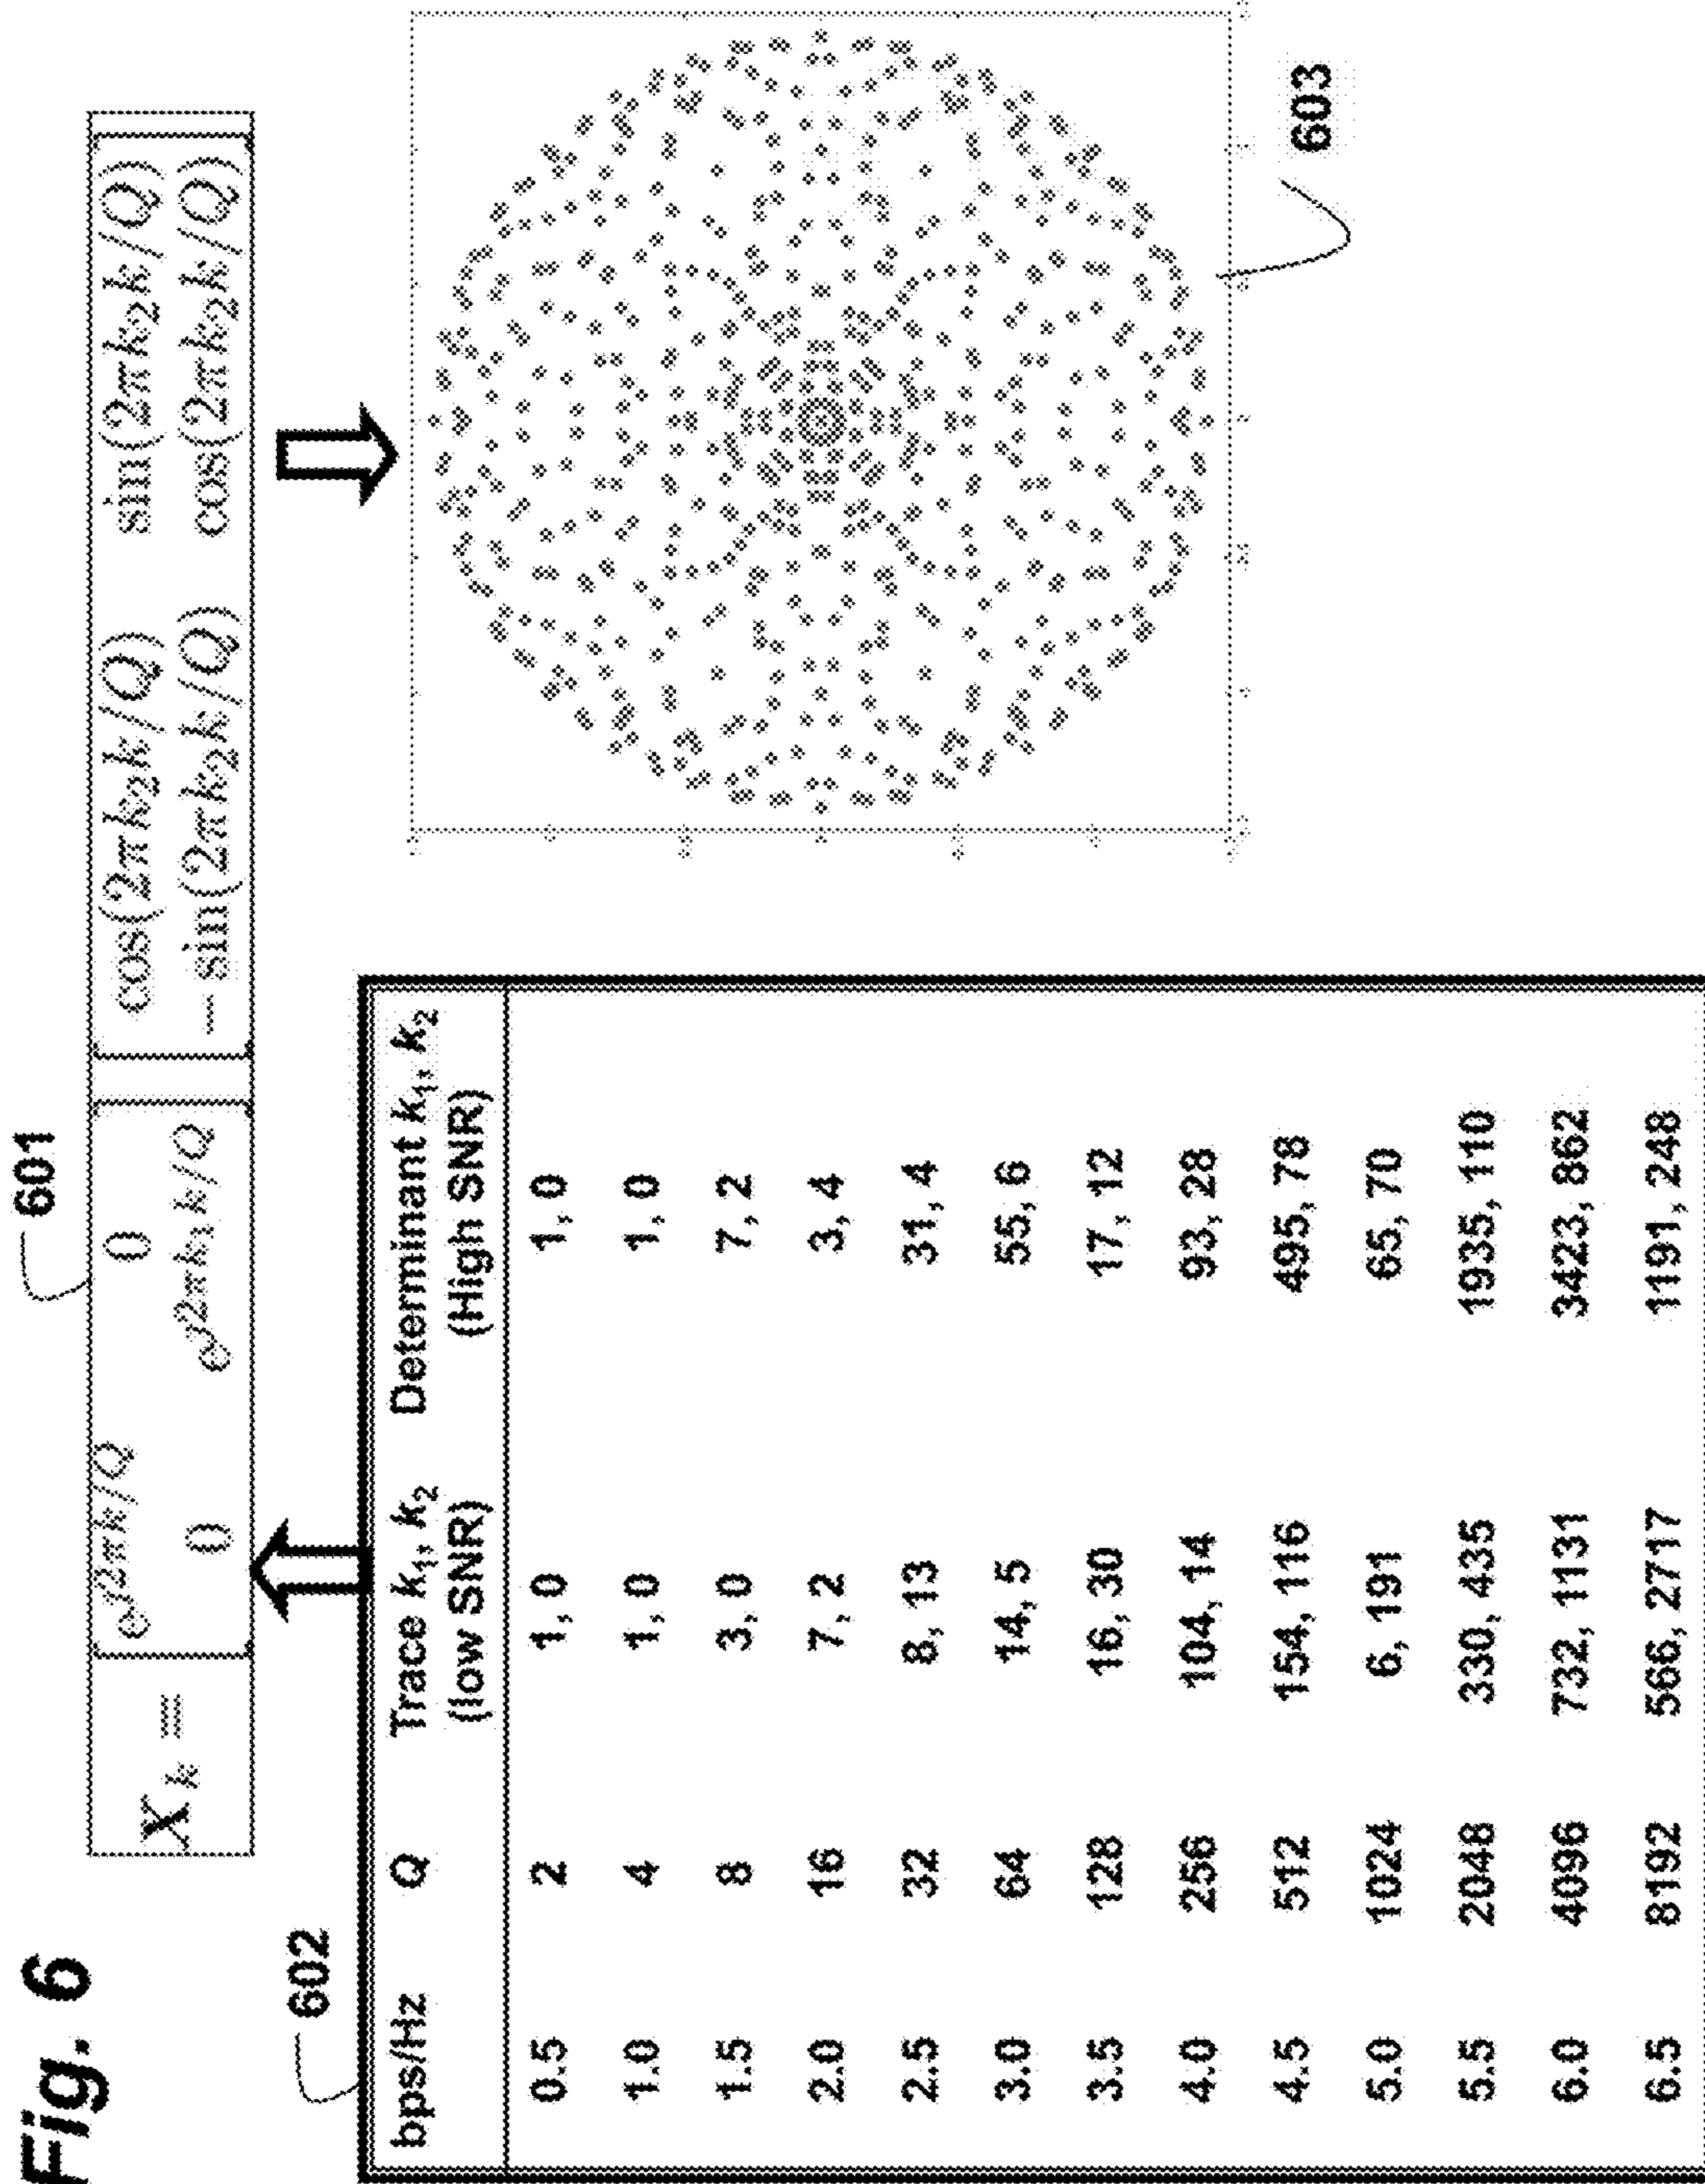 Fig. 6
601
X_k = [ e^{j2πk/Q} 0 ] [ cos(2πk₂k/Q) sin(2πk₂k/Q) ]
[ 0 e^{j2πk₁k/Q} ] [ −sin(2πk₂k/Q) cos(2πk₂k/Q) ]
602
bps/Hz Q Trace k₁, k₂ Determinant k₁, k₂
(low SNR) (High SNR)
0.5 2 1, 0 1, 0
1.0 4 1, 0 1, 0
1.5 8 3, 0 7, 2
2.0 16 7, 2 3, 4
2.5 32 8, 13 31, 4
3.0 64 14, 5 55, 6
3.5 128 16, 30 17, 12
4.0 256 104, 14 93, 28
4.5 512 154, 116 495, 78
5.0 1024 6, 191 65, 70
5.5 2048 330, 435 1935, 110
6.0 4096 732, 1131 3423, 862
6.5 8192 566, 2717 1191, 248
603